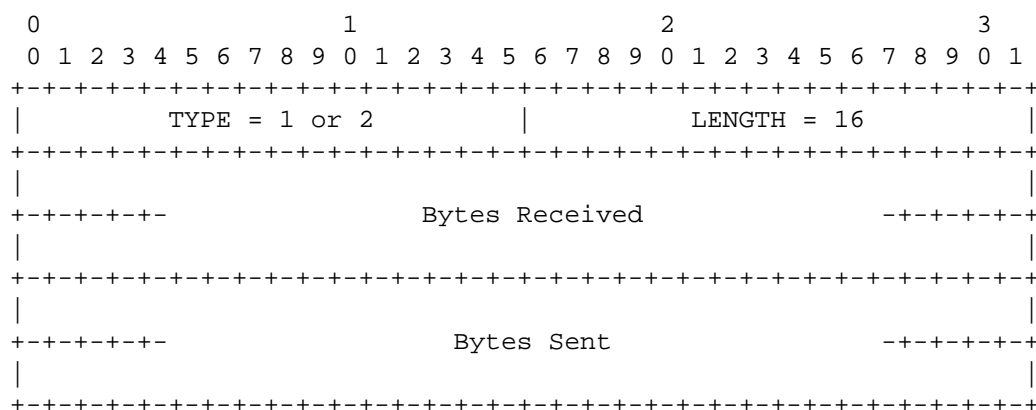 0                   1                   2                   3
 0 1 2 3 4 5 6 7 8 9 0 1 2 3 4 5 6 7 8 9 0 1 2 3 4 5 6 7 8 9 0 1
+-+-+-+-+-+-+-+-+-+-+-+-+-+-+-+-+-+-+-+-+-+-+-+-+-+-+-+-+-+-+-+-+
|         TYPE = 1 or 2         |          LENGTH = 16          |
+-+-+-+-+-+-+-+-+-+-+-+-+-+-+-+-+-+-+-+-+-+-+-+-+-+-+-+-+-+-+-+-+
|                                                               |
+-+-+-+-+-                Bytes Received               -+-+-+-+-+
|                                                               |
+-+-+-+-+-+-+-+-+-+-+-+-+-+-+-+-+-+-+-+-+-+-+-+-+-+-+-+-+-+-+-+-+
|                                                               |
+-+-+-+-+-                  Bytes Sent                 -+-+-+-+-+
|                                                               |
+-+-+-+-+-+-+-+-+-+-+-+-+-+-+-+-+-+-+-+-+-+-+-+-+-+-+-+-+-+-+-+-+